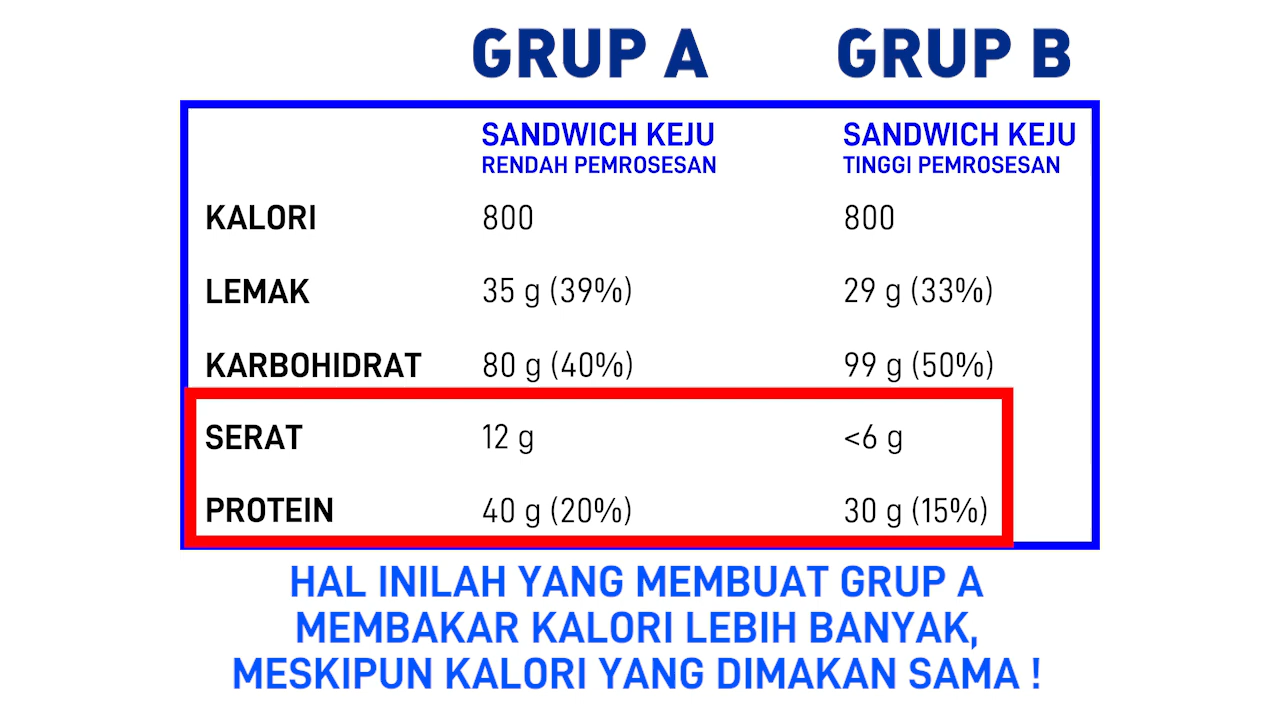 GRUP A GRUP B
SANDWICH KEJU SANDWICH KEJU
RENDAH PEMROSESAN TINGGI PEMROSESAN
KALORI 800 800
LEMAK 35 g (39%) 29 g (33%)
KARBOHIDRAT 80 g (40%) 99 g (50%)
SERAT 12 g <6 g
PROTEIN 40 g (20%) 30 g (15%)
HAL INILAH YANG MEMBUAT GRUP A
MEMBAKAR KALORI LEBIH BANYAK,
MESKIPUN KALORI YANG DIMAKAN SAMA !